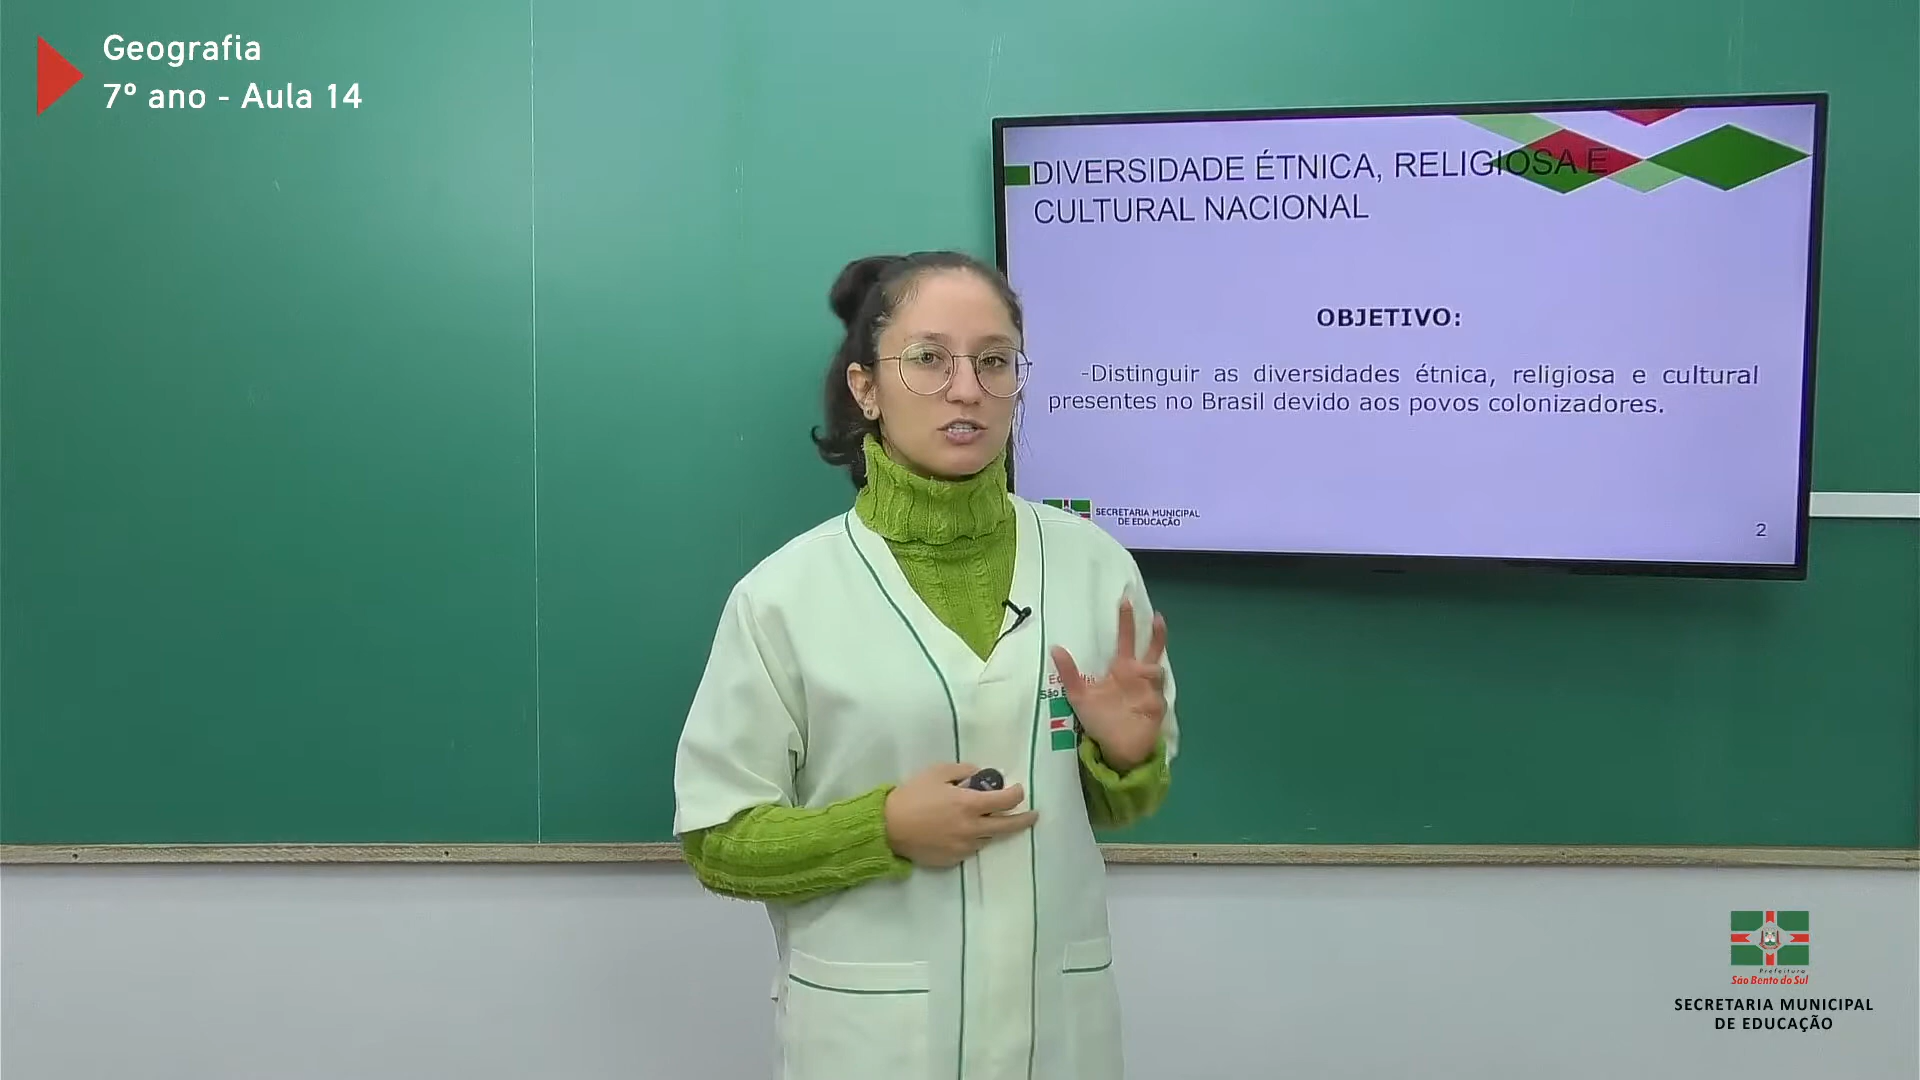 Geografia
7º ano - Aula 14
DIVERSIDADE ÉTNICA, RELIGIOSA E
CULTURAL NACIONAL
OBJETIVO:
-Distinguir as diversidades étnica, religiosa e cultural
presentes no Brasil devido aos povos colonizadores.
SECRETARIA MUNICIPAL
DE EDUCAÇÃO
2
São
Prefeitura
São Bento do Sul
SECRETARIA MUNICIPAL
DE EDUCAÇÃO